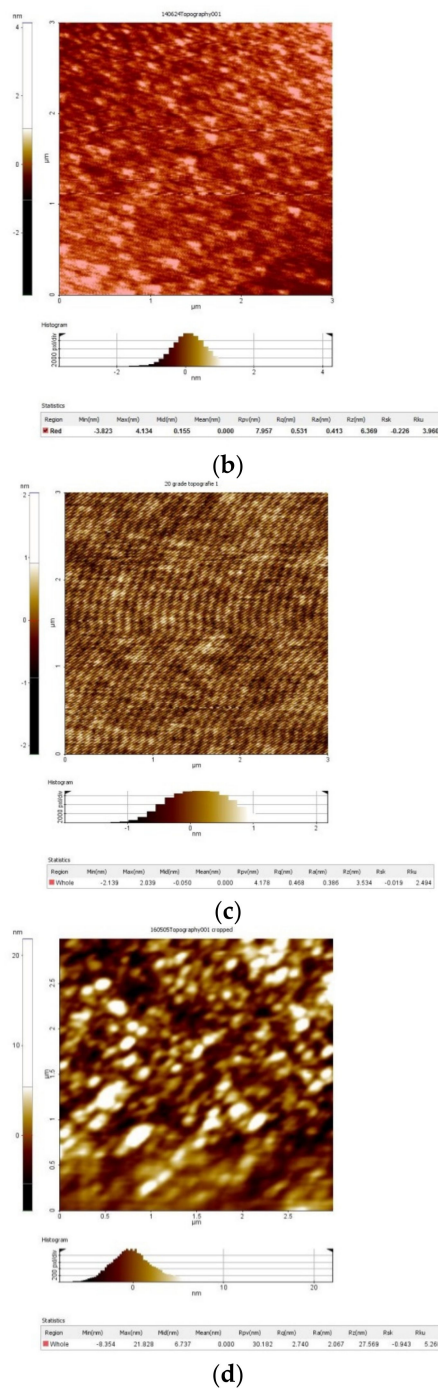 nm
140624Topography001
4
2
0
-2
3
2
1
0
µm
0 1 2 3
µm
Histogram
2000 pxl/div
-2 0 2 4
nm
Statistics
Region Min(nm) Max(nm) Mid(nm) Mean(nm) Rpv(nm) Rq(nm) Ra(nm) Rz(nm) Rsk Rku
Red -3.823 4.134 0.155 0.000 7.957 0.531 0.413 6.369 -0.226 3.960
(b)
nm
20 grade topografie 1
2
1
0
-1
-2
3
2
1
0
µm
0 1 2 3
µm
Histogram
2000 pxl/div
-1 0 1 2
nm
Statistics
Region Min(nm) Max(nm) Mid(nm) Mean(nm) Rpv(nm) Rq(nm) Ra(nm) Rz(nm) Rsk Rku
Whole -2.139 2.039 -0.050 0.000 4.178 0.468 0.386 3.534 -0.019 2.494
(c)
nm
160505Topography001 cropped
20
10
0
2.5
2
1.5
1
0.5
0
µm
0 0.5 1 1.5 2 2.5
µm
Histogram
200 pxl/div
0 10 20
nm
Statistics
Region Min(nm) Max(nm) Mid(nm) Mean(nm) Rpv(nm) Rq(nm) Ra(nm) Rz(nm) Rsk Rku
Whole -8.354 21.828 6.737 0.000 30.182 2.740 2.067 27.569 -0.943
(d)